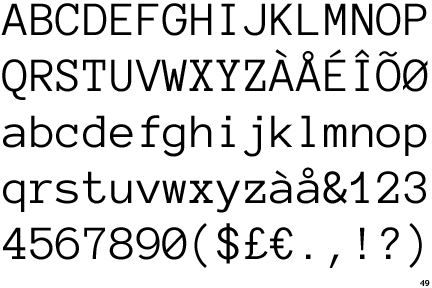 ABCDEFGHIJKLMNOP
QRSTUVWXYZÀÅÉÎÕØ
abcdefghijklmnop
qrstuvwxyzàå&123
4567890($£€.,!?)
49